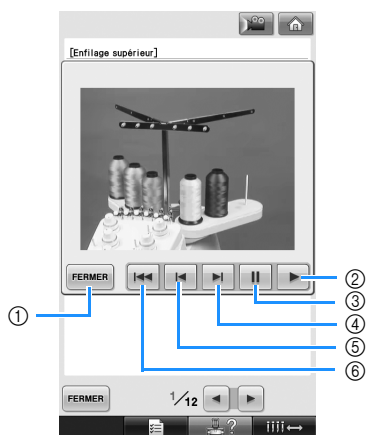 [Enfilage supérieur]
FERMER
①
②
③
④
⑤
⑥
FERMER
1/12
?